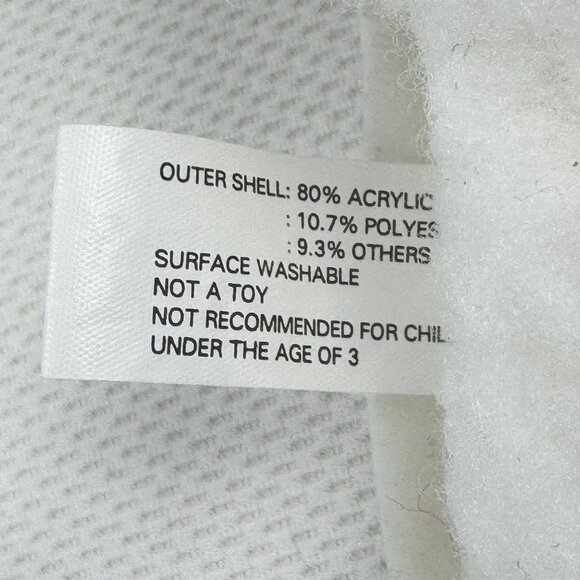 OUTER SHELL: 80% ACRYLIC
: 10.7% POLYES
: 9.3% OTHERS
SURFACE WASHABLE
NOT A TOY
NOT RECOMMENDED FOR CHIL
UNDER THE AGE OF 3